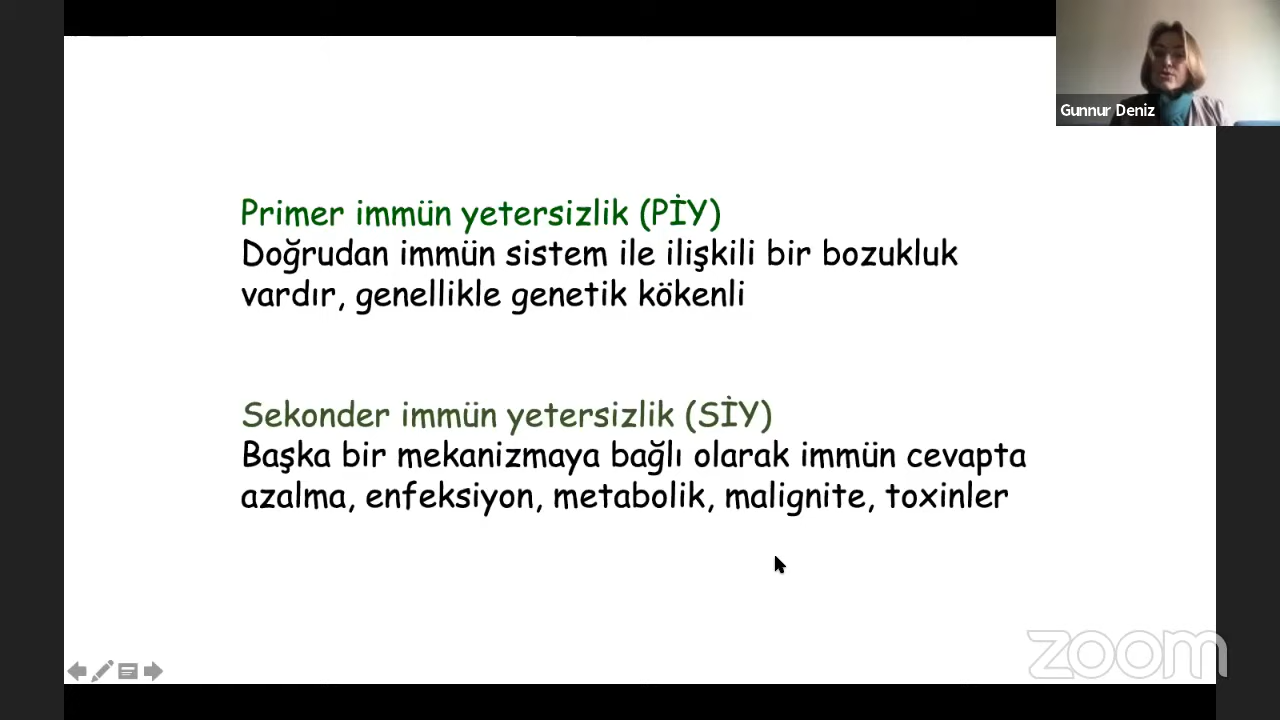 Gunnur Deniz
Primer immün yetersizlik (PİY)
Doğrudan immün sistem ile ilişkili bir bozukluk
vardır, genellikle genetik kökenli
Sekonder immün yetersizlik (SİY)
Başka bir mekanizmaya bağlı olarak immün cevapta
azalma, enfeksiyon, metabolik, malignite, toxinler
zoom